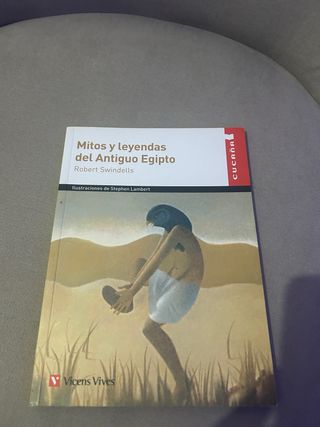 Mitos y leyendas
del Antiguo Egipto
Robert Swindells
CUCAÑA
Ilustraciones de Stephen Lambert
Vicens Vives